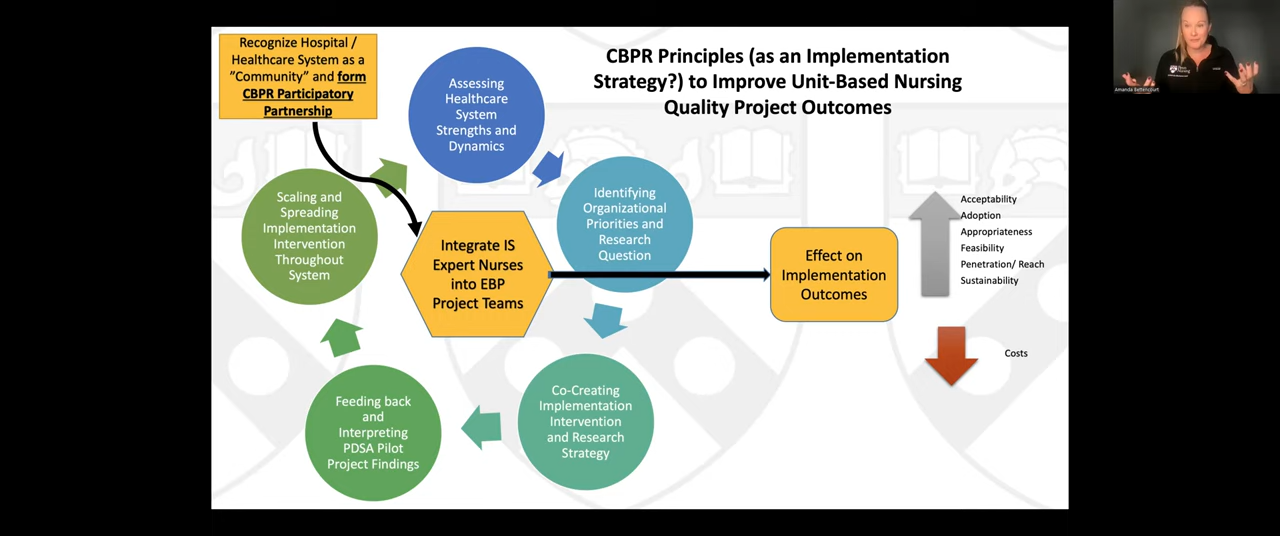 Recognize Hospital /
Healthcare System as a
”Community” and form
CBPR Participatory
Partnership
CBPR Principles (as an Implementation
Strategy?) to Improve Unit-Based Nursing
Quality Project Outcomes
Assessing
Healthcare
System
Strengths and
Dynamics
Identifying
Organizational
Priorities and
Research
Question
Co-Creating
Implementation
Intervention
and Research
Strategy
Feeding back
and
Interpreting
PDSA Pilot
Project Findings
Scaling and
Spreading
Implementation
Intervention
Throughout
System
Integrate IS
Expert Nurses
into EBP
Project Teams
Effect on
Implementation
Outcomes
Acceptability
Adoption
Appropriateness
Feasibility
Penetration/ Reach
Sustainability
Costs
Amanda Bettencourt